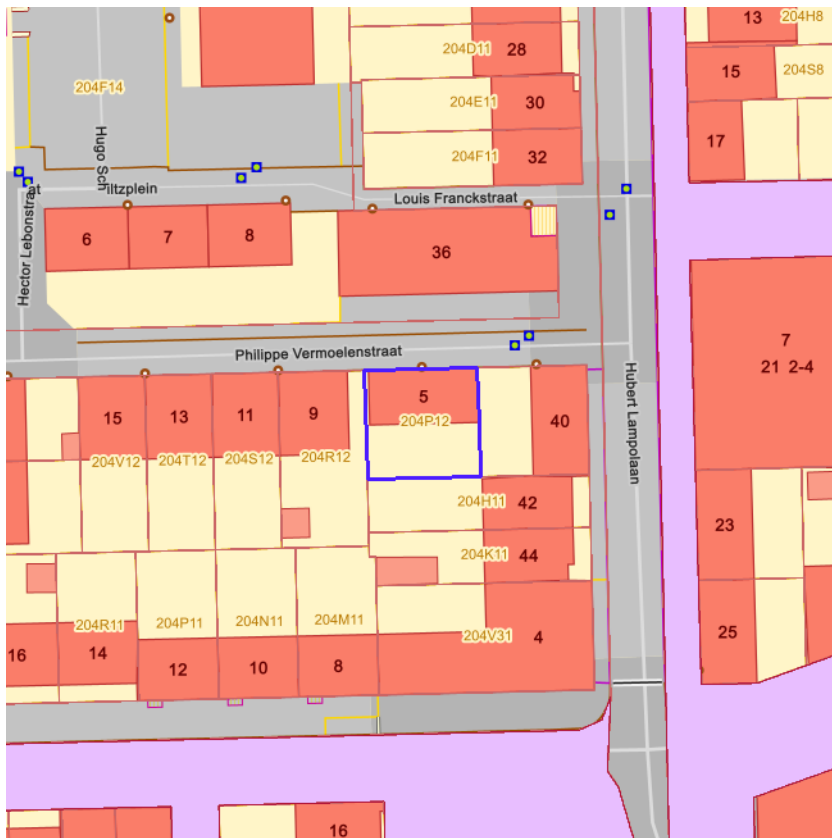 13
204H8
204D11
28
15
204S8
204F14
204E11
30
17
Hugo Sch
204F11
32
at
iltzplein
Louis Franckstraat
Hector Lebonstra
6
7
8
36
7
21 2-4
Philippe Vermoelenstraat
Hubert Lampolaan
15
13
11
9
5
40
204P12
204V12
204T12
204S12
204R12
204H11
42
23
204K11
44
204R11
204P11
204N11
204M11
204V31
4
16
14
12
10
8
25
16